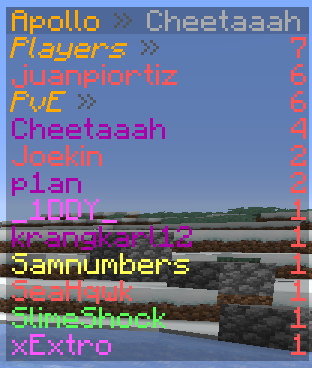 Apollo » Cheetaaah
Players » 7
juanpiortiz 6
PvE » 6
Cheetaaah 4
Joekin 2
p1an 2
_1DDY_ 1
krangkarl12 1
Samnumbers 1
SeaHawk 1
SlimeShock 1
xExtro 1